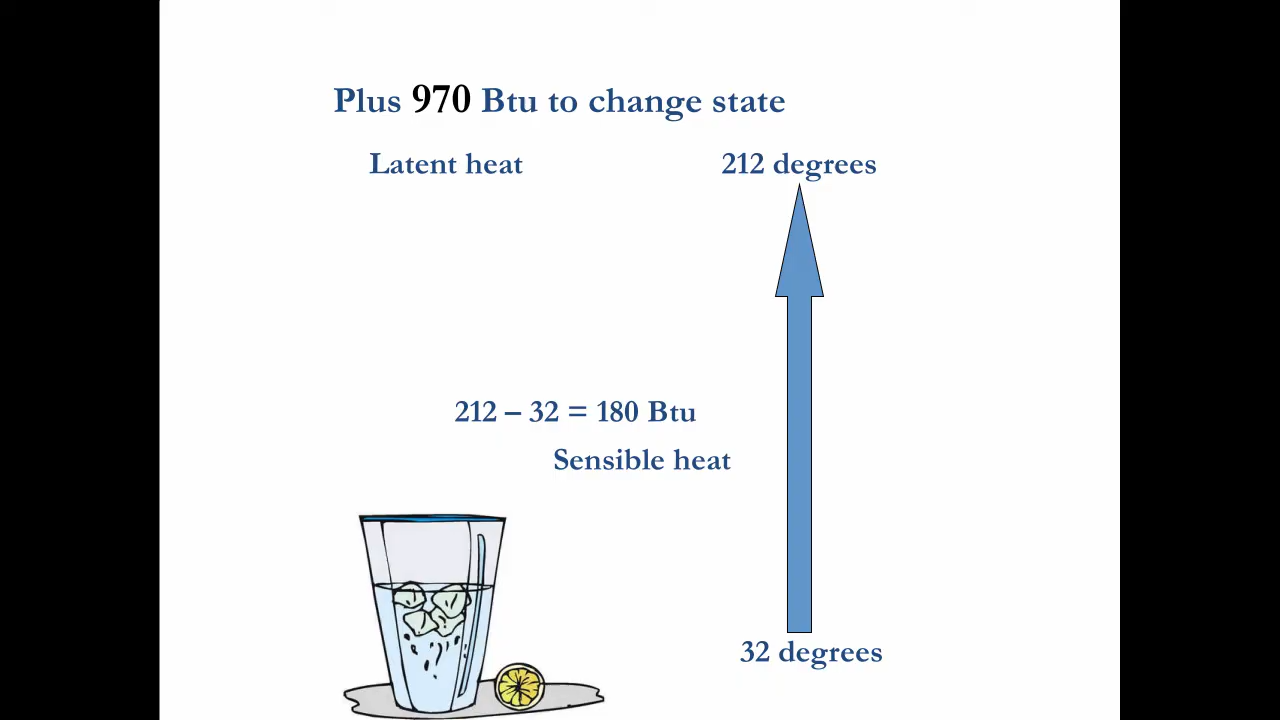 Plus 970 Btu to change state
Latent heat
212 degrees
212 – 32 = 180 Btu
Sensible heat
32 degrees